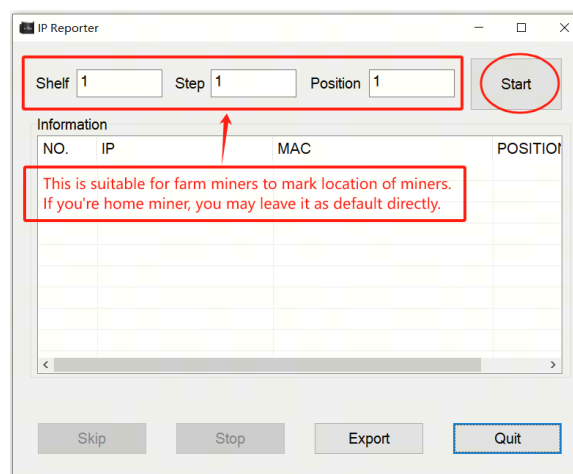 IP Reporter
Shelf 1 Step 1 Position 1 Start
Information
NO. IP MAC POSITION
This is suitable for farm miners to mark location of miners.
If you're home miner, you may leave it as default directly.
Skip Stop Export Quit